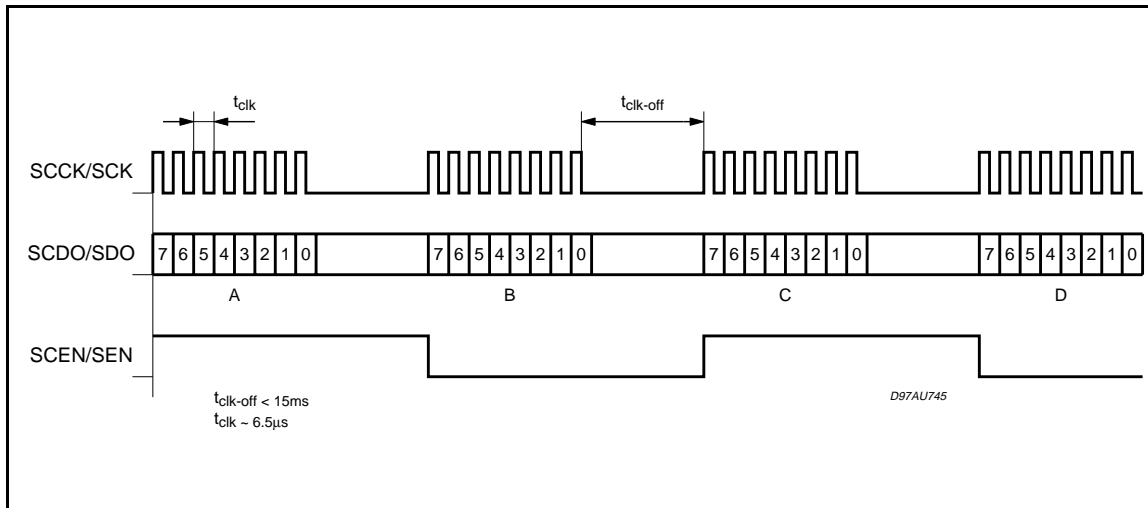 tclk
tclk-off
SCCK/SCK
SCDO/SDO
7 6 5 4 3 2 1 0
7 6 5 4 3 2 1 0
7 6 5 4 3 2 1 0
7 6 5 4 3 2 1 0
A
B
C
D
SCEN/SEN
tclk-off < 15ms
tclk ~ 6.5μs
D97AU745